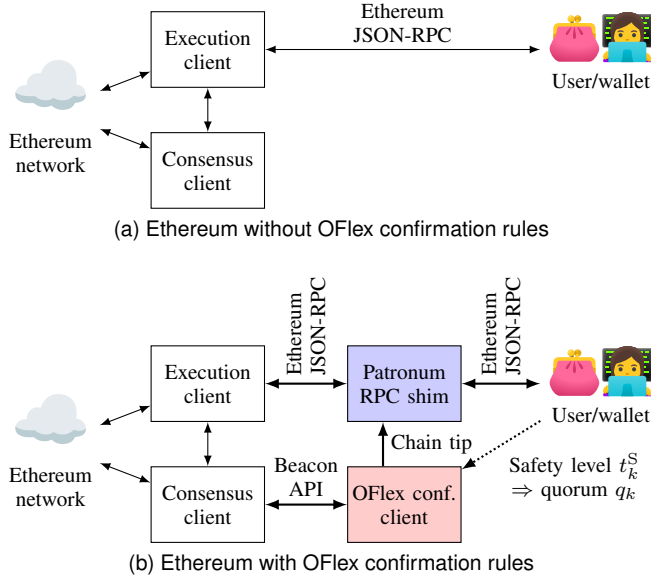 Ethereum
JSON-RPC
Execution
client
User/wallet
Ethereum
network
Consensus
client
(a) Ethereum without OFlex confirmation rules
Ethereum
JSON-RPC
Ethereum
JSON-RPC
Execution
client
Patronum
RPC shim
User/wallet
Ethereum
network
Chain tip
Beacon
API
Consensus
client
OFlex conf.
client
Safety level t_k^S
⇒ quorum q_k
(b) Ethereum with OFlex confirmation rules